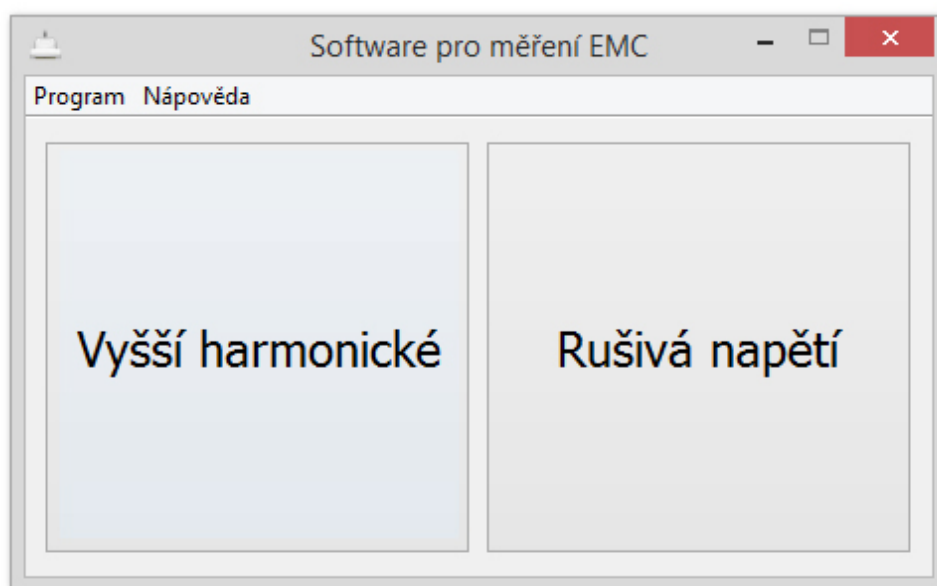 Software pro měření EMC
Program Nápověda
Vyšší harmonické
Rušivá napětí